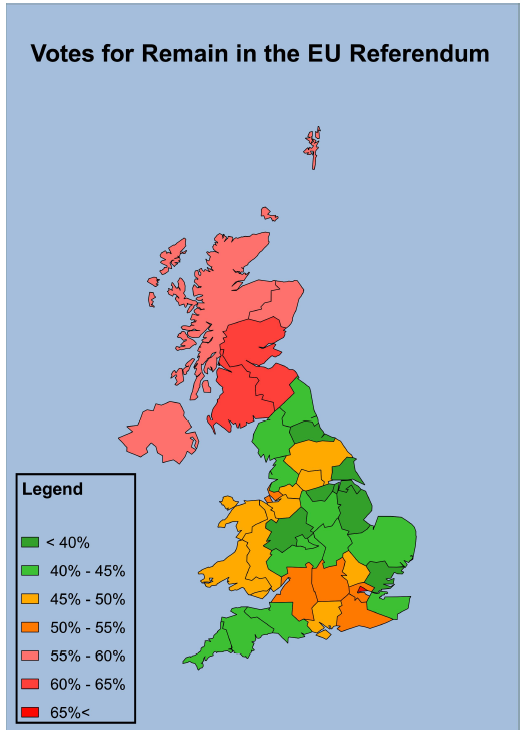 Votes for Remain in the EU Referendum
Legend
< 40%
40% - 45%
45% - 50%
50% - 55%
55% - 60%
60% - 65%
65%<